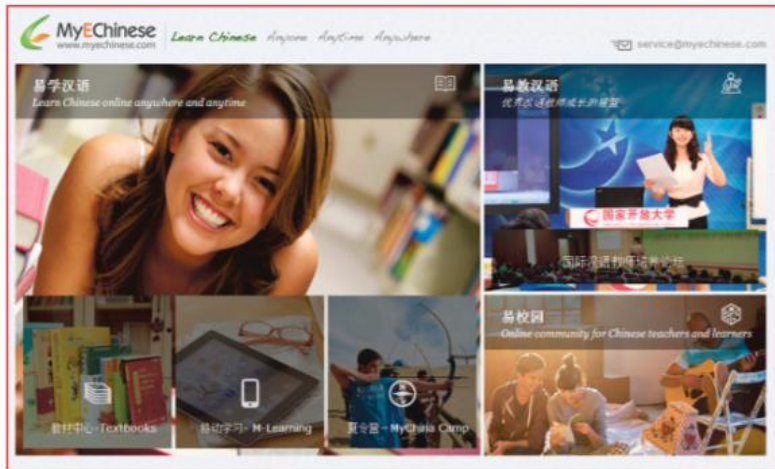 MyEChinese
www.myechinese.com
Learn Chinese Anyone Anytime Anywhere
service@myechinese.com
易学汉语
Learn Chinese online anywhere and anytime
易教汉语
优秀汉语教师成长的摇篮
国家开放大学
国际汉语教师培养论坛
易校园
Online community for Chinese teachers and learners
教材中心-Textbooks
移动学习- M-Learning
夏令营-MyChina Camp